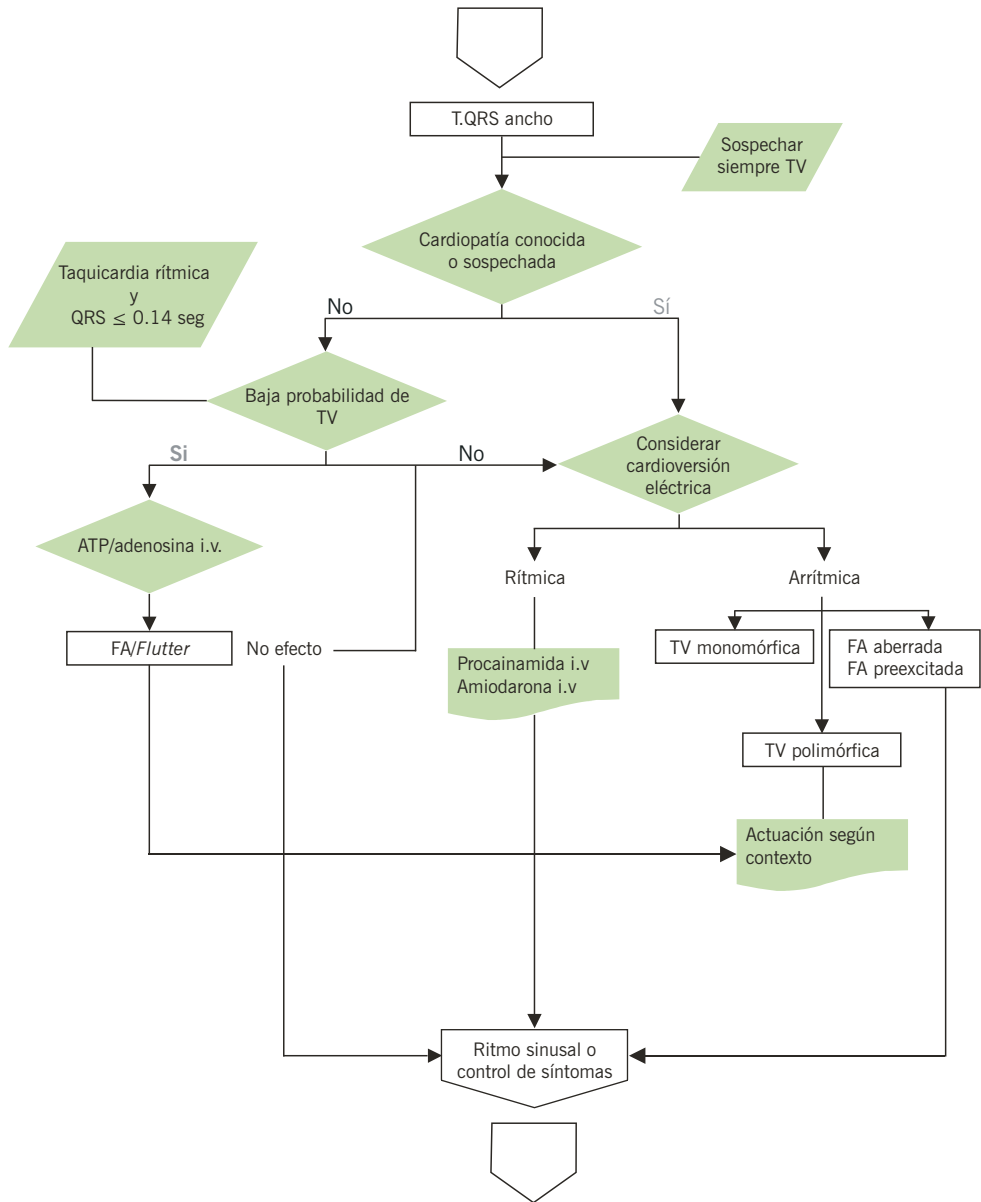 T.QRS ancho
Sospechar
siempre TV
Cardiopatía conocida
o sospechada
Taquicardia rítmica
y
QRS ≤ 0.14 seg
No
Sí
Baja probabilidad de
TV
Considerar
cardioversión
eléctrica
Si
No
ATP/adenosina i.v.
Rítmica
Arrítmica
FA/Flutter
No efecto
Procainamida i.v
Amiodarona i.v
TV monomórfica
FA aberrada
FA preexcitada
TV polimórfica
Actuación según
contexto
Ritmo sinusal o
control de síntomas